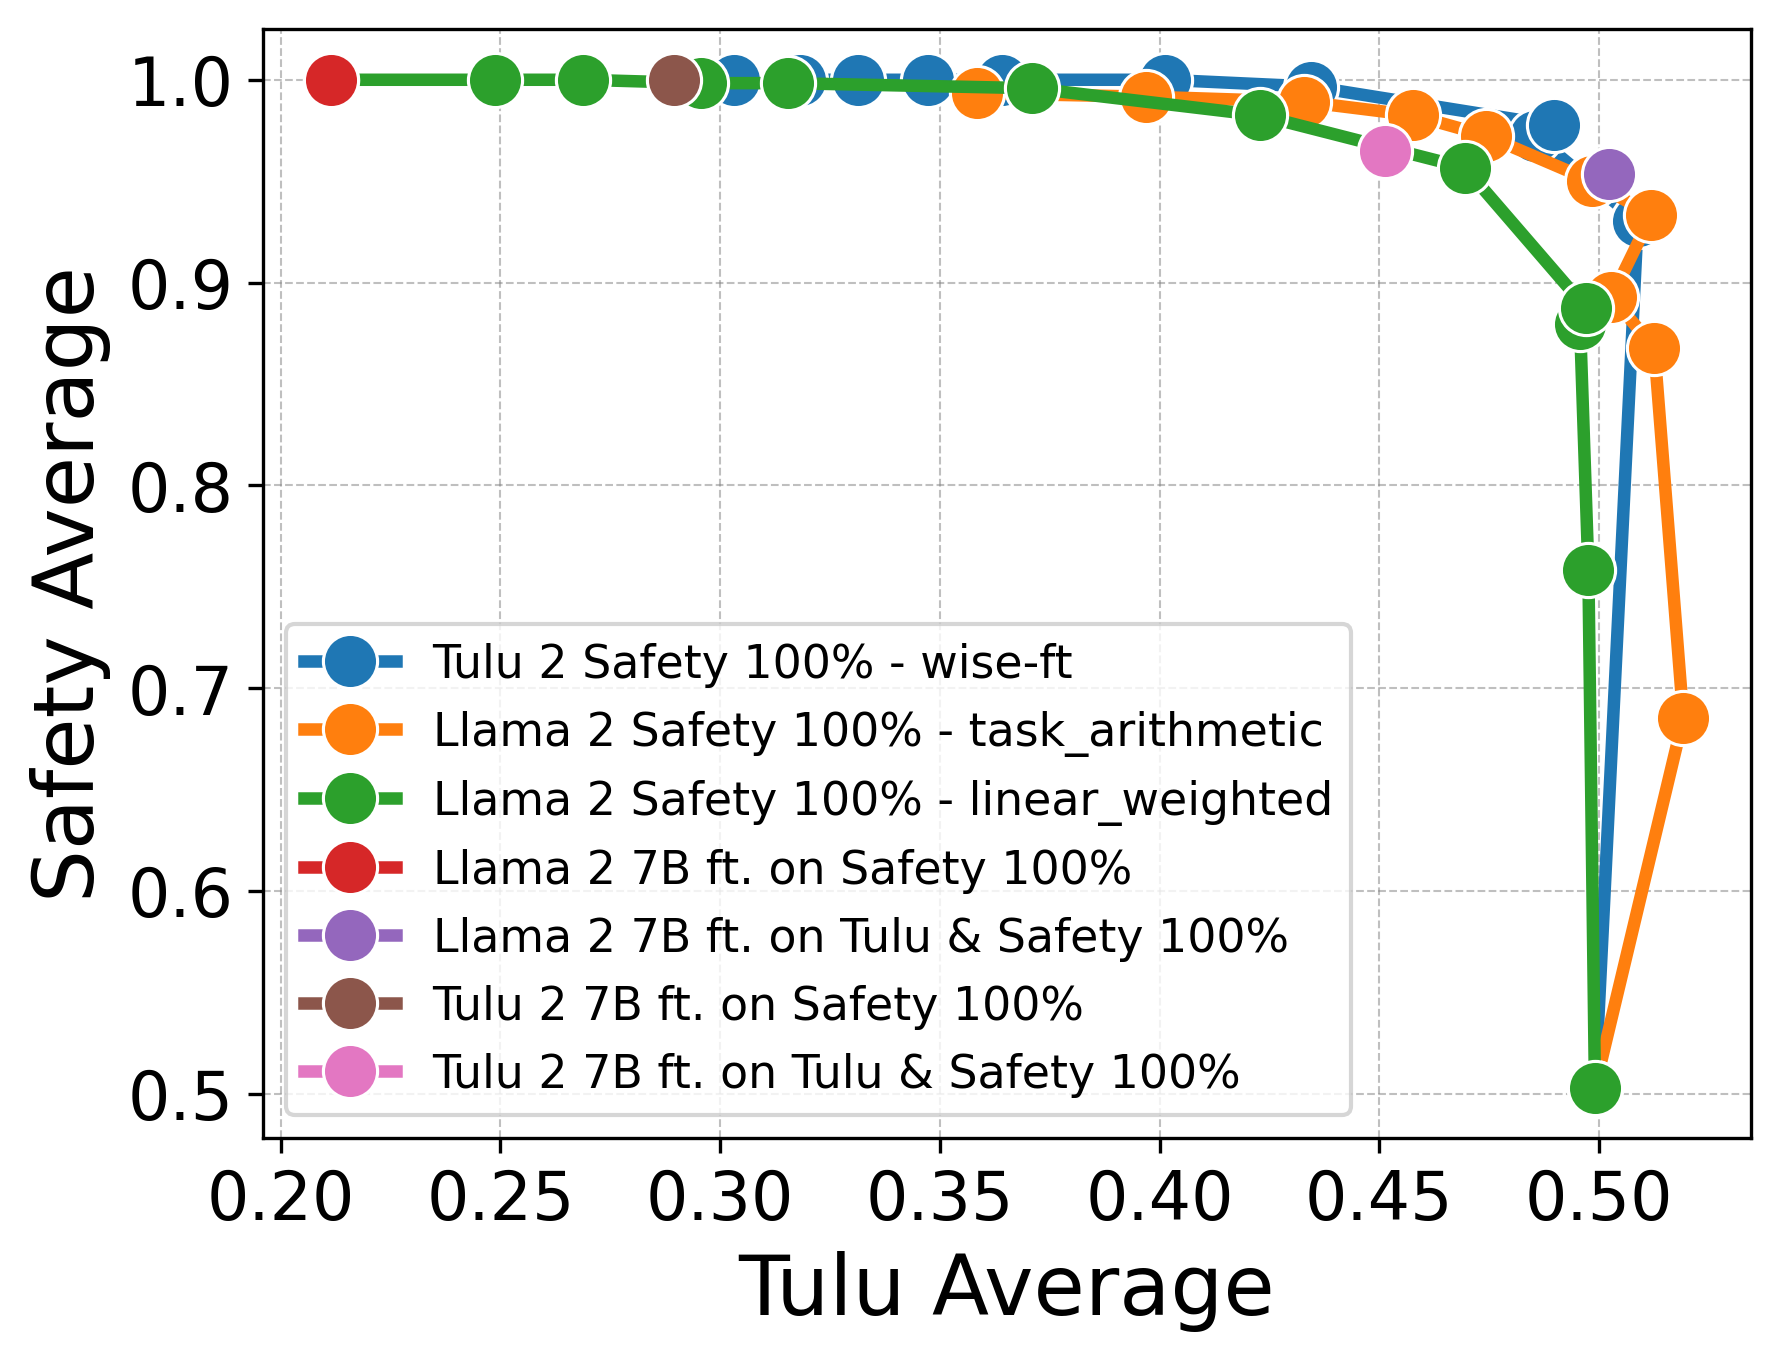 1.0
0.9
0.8
0.7
0.6
0.5
Safety Average
Tulu 2 Safety 100% - wise-ft
Llama 2 Safety 100% - task_arithmetic
Llama 2 Safety 100% - linear_weighted
Llama 2 7B ft. on Safety 100%
Llama 2 7B ft. on Tulu & Safety 100%
Tulu 2 7B ft. on Safety 100%
Tulu 2 7B ft. on Tulu & Safety 100%
0.20 0.25 0.30 0.35 0.40 0.45 0.50
Tulu Average